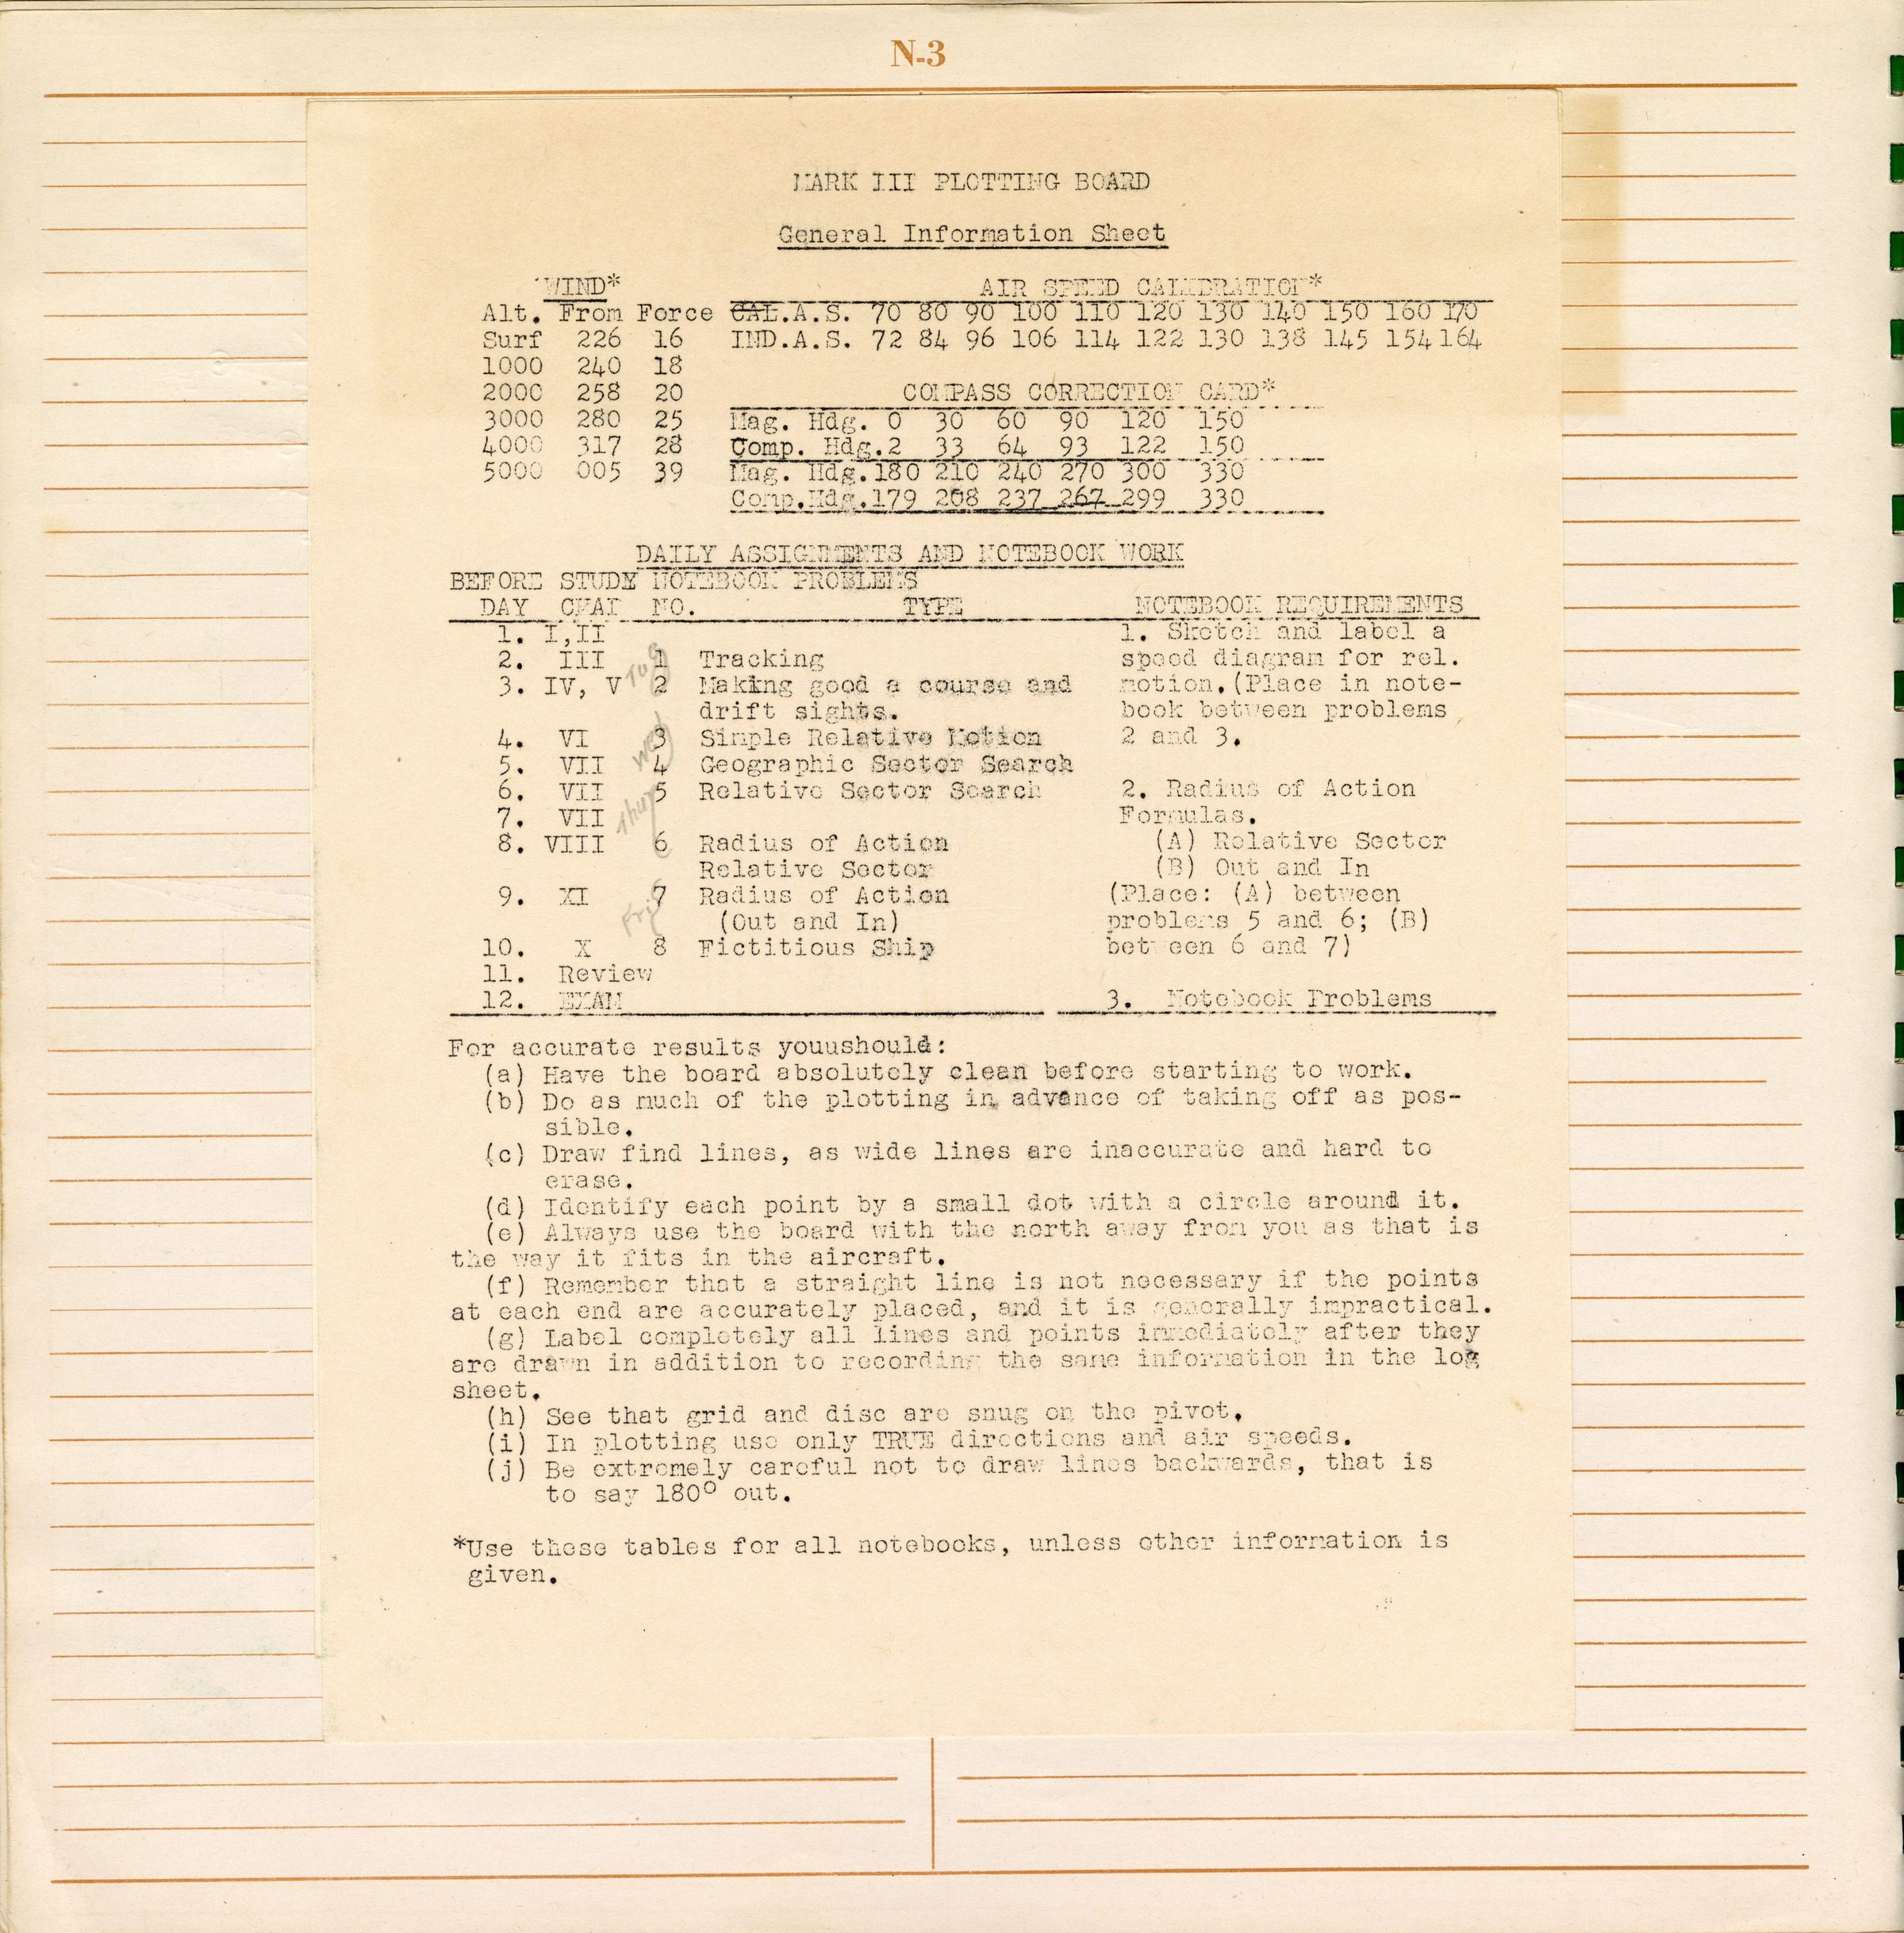 N-3
MARK III PLOTTING BOARD
General Information Sheet
WIND* AIR SPEED CALIBRATION*
Alt. From Force CAL.A.S. 70 80 90 100 110 120 130 140 150 160 170
Surf 226 16 IND.A.S. 72 84 96 106 114 122 130 138 145 154 164
1000 240 18
2000 258 20 COMPASS CORRECTION CARD*
3000 280 25 Mag. Hdg. 0 30 60 90 120 150
4000 317 28 Comp. Hdg.2 33 64 93 122 150
5000 005 39 Mag. Hdg.180 210 240 270 300 330
Comp.Hdg.179 208 237 267 299 330
DAILY ASSIGNMENTS AND NOTEBOOK WORK
BEFORE STUDY NOTEBOOK PROBLEMS
DAY CHAP NO. TYPE NOTEBOOK REQUIREMENTS
1. I,II 1. Sketch and label a
2. III 1 Tracking speed diagram for rel.
Tue
3. IV, V 2 Making good a course and motion.(Place in note-
drift sights. book between problems
4. VI 3 Simple Relative Motion 2 and 3.
Wed
5. VII 4 Geographic Sector Search
6. VII 5 Relative Sector Search 2. Radius of Action
Thur
7. VII Formulas.
8. VIII 6 Radius of Action (A) Relative Sector
Relative Sector (B) Out and In
9. XI 7 Radius of Action (Place: (A) between
Fri
(Out and In) problems 5 and 6; (B)
10. X 8 Fictitious Ship between 6 and 7)
11. Review
12. EXAM 3. Notebook Problems
For accurate results youushould:
(a) Have the board absolutely clean before starting to work.
(b) Do as much of the plotting in advance of taking off as pos-
sible.
(c) Draw find lines, as wide lines are inaccurate and hard to
erase.
(d) Identify each point by a small dot with a circle around it.
(e) Always use the board with the north away from you as that is
the way it fits in the aircraft.
(f) Remember that a straight line is not necessary if the points
at each end are accurately placed, and it is generally impractical.
(g) Label completely all lines and points immediately after they
are drawn in addition to recording the same information in the log
sheet.
(h) See that grid and disc are snug on the pivot.
(i) In plotting use only TRUE directions and air speeds.
(j) Be extremely careful not to draw lines backwards, that is
to say 180° out.
*Use these tables for all notebooks, unless other information is
given.